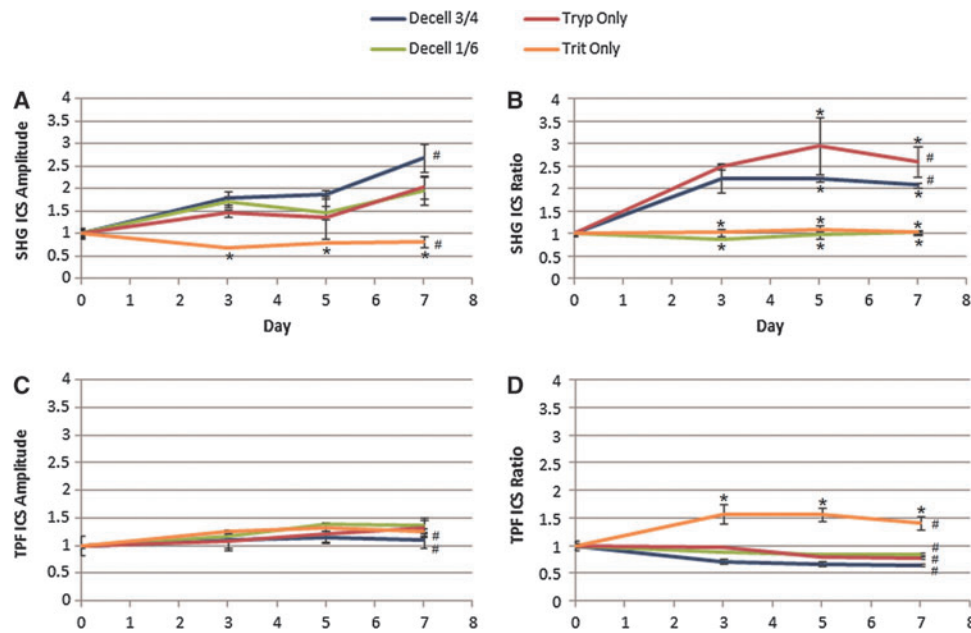 Decell 3/4 Tryp Only
Decell 1/6 Trit Only
A
SHG ICS Amplitude
4
3.5
3
2.5
2
1.5
1
0.5
0
#
#
* * *
0 1 2 3 4 5 6 7 8
Day
B
SHG ICS Ratio
4
3.5
3
2.5
2
1.5
1
0.5
0
* *
#
#
* *
* * *
* * *
0 1 2 3 4 5 6 7 8
Day
C
TPF ICS Amplitude
4
3.5
3
2.5
2
1.5
1
0.5
0
#
#
0 1 2 3 4 5 6 7 8
D
TPF ICS Ratio
4
3.5
3
2.5
2
1.5
1
0.5
0
* * *
#
#
#
#
0 1 2 3 4 5 6 7 8